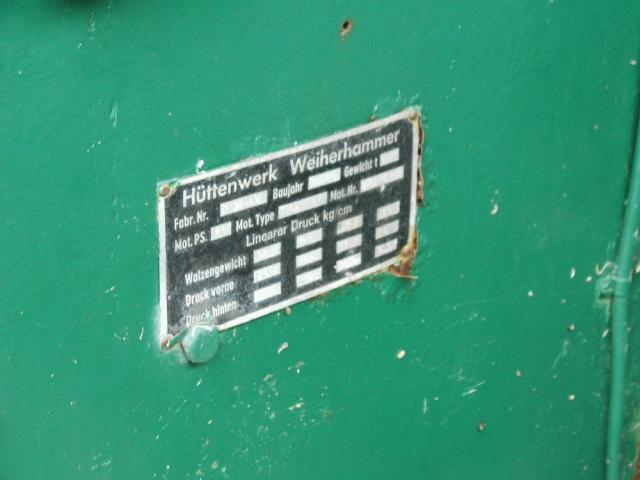 Hüttenwerk Weiherhammer
Fabr. Nr. Baujahr Gewicht t
Mot. PS. Mot. Type Mot. Nr.
Linearer Druck kg/cm
Walzengewicht
Druck vorne
Druck hinten